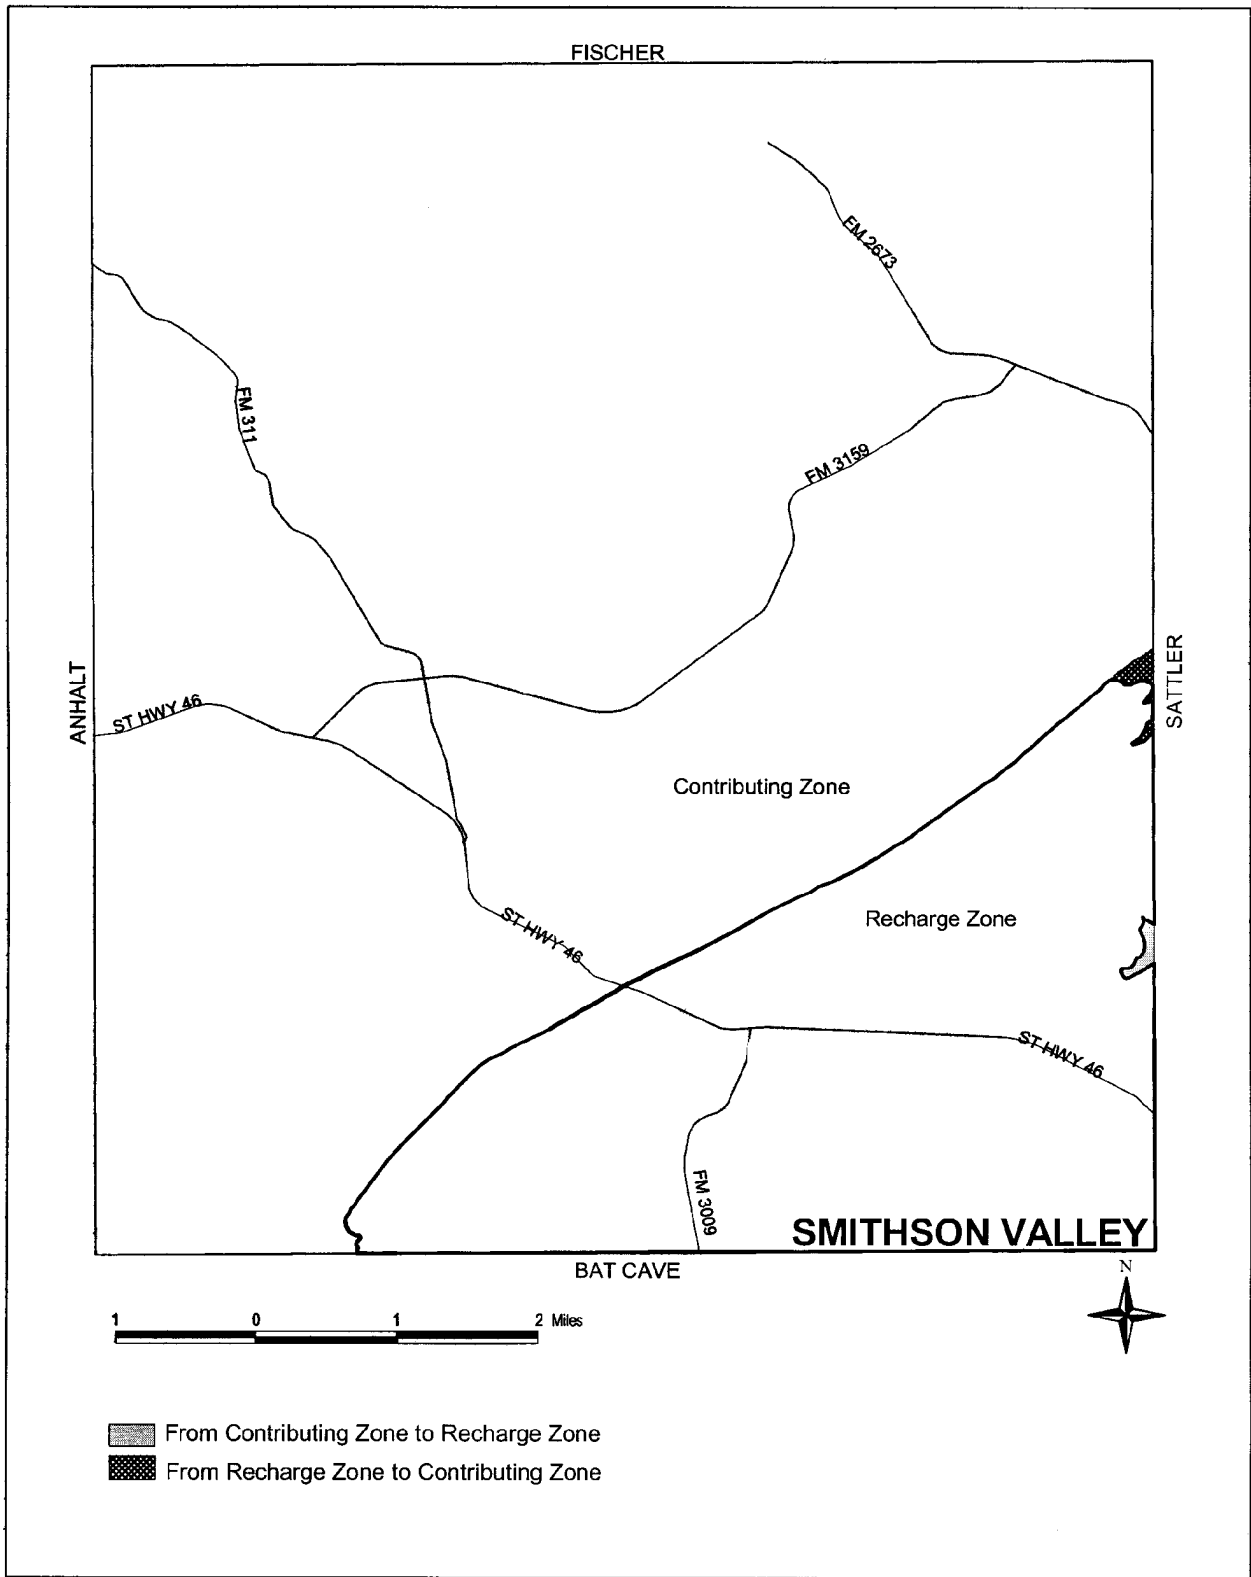 FISCHER
FM 2673
FM 311
FM 3159
ANHALT
SATTLER
ST HWY 46
Contributing Zone
Recharge Zone
ST HWY 46
ST HWY 46
FM 3009
SMITHSON VALLEY
BAT CAVE
N
1 0 1 2 Miles
From Contributing Zone to Recharge Zone
From Recharge Zone to Contributing Zone